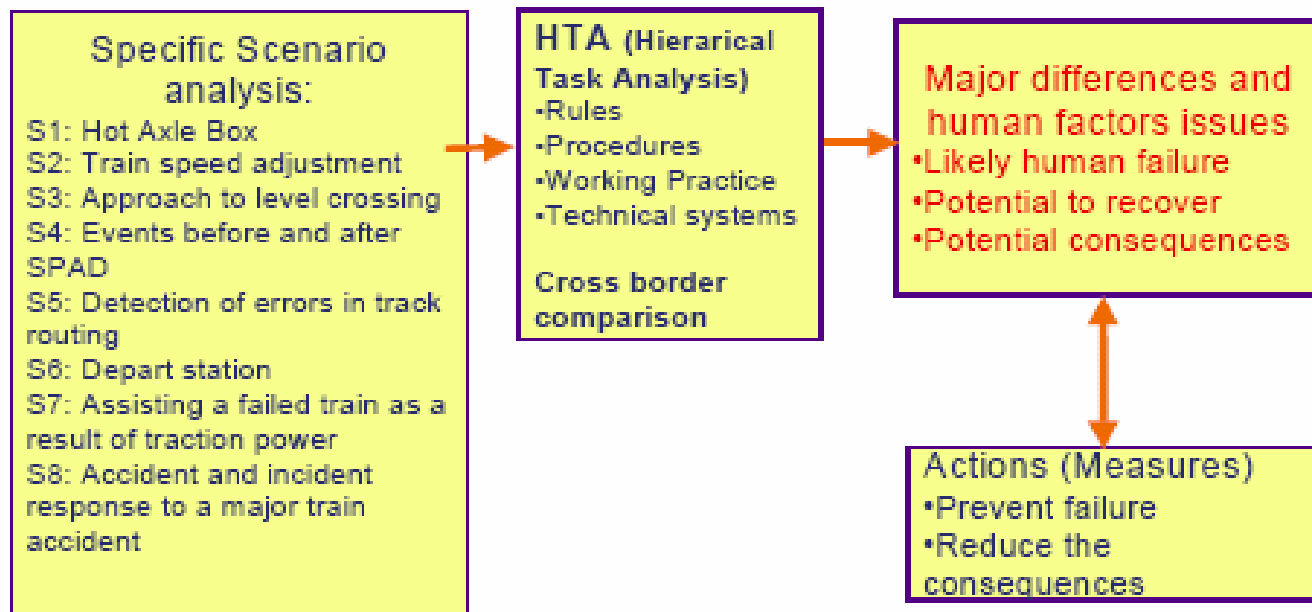 Specific Scenario
analysis:
S1: Hot Axle Box
S2: Train speed adjustment
S3: Approach to level crossing
S4: Events before and after
SPAD
S5: Detection of errors in track
routing
S6: Depart station
S7: Assisting a failed train as a
result of traction power
S8: Accident and incident
response to a major train
accident
HTA (Hierarical
Task Analysis)
•Rules
•Procedures
•Working Practice
•Technical systems
Cross border
comparison
Major differences and
human factors issues
•Likely human failure
•Potential to recover
•Potential consequences
Actions (Measures)
•Prevent failure
•Reduce the
consequences